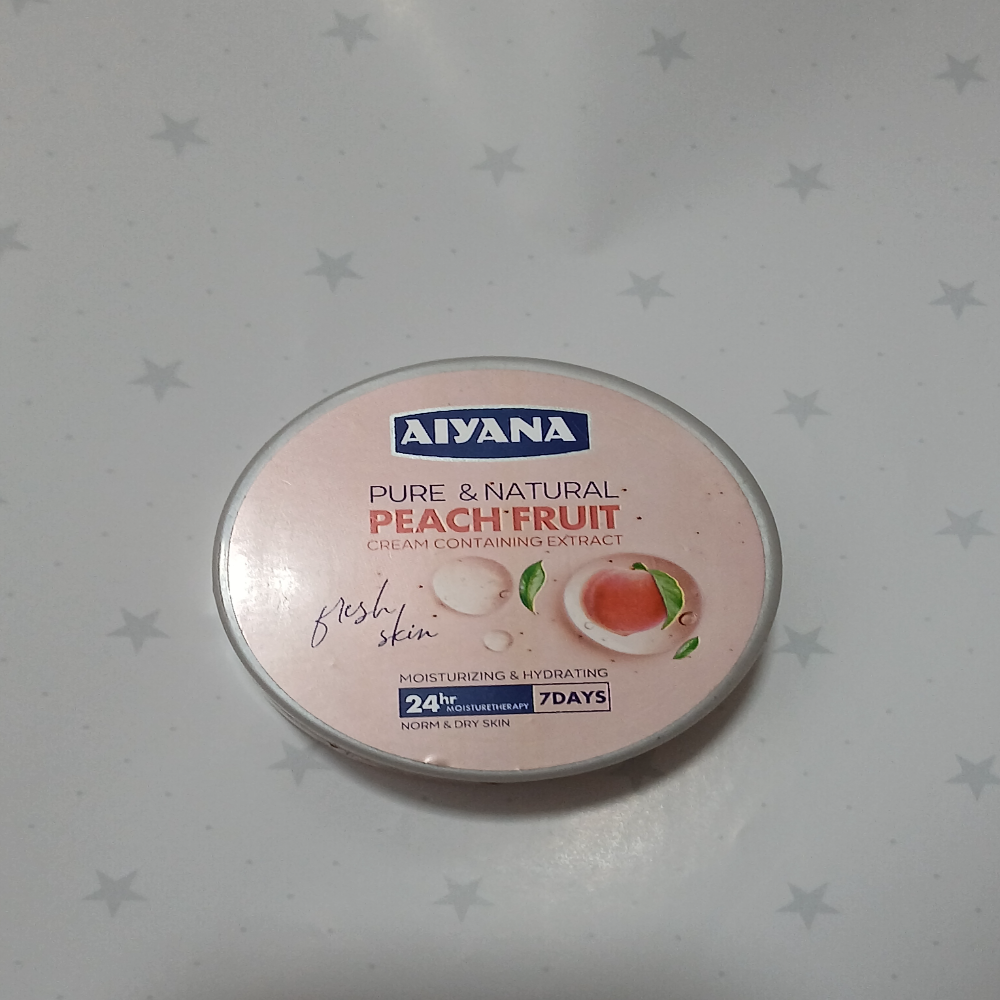 AIYANA
PURE & NATURAL
PEACH FRUIT
CREAM CONTAINING EXTRACT
fresh
skin
MOISTURIZING & HYDRATING
24hr MOISTURETHERAPY 7DAYS
NORM & DRY SKIN